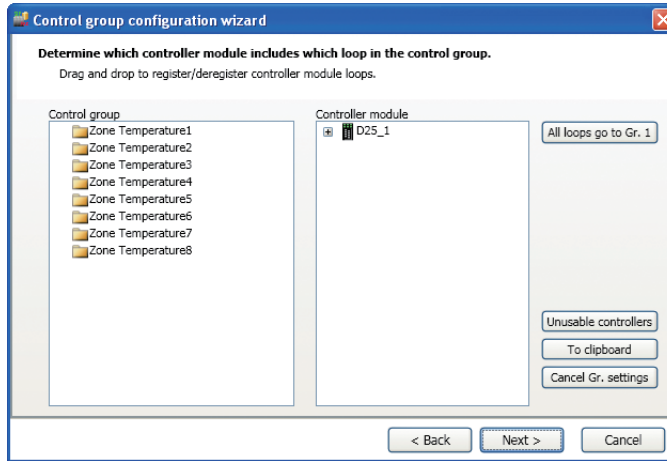 Control group configuration wizard
Determine which controller module includes which loop in the control group.
Drag and drop to register/deregister controller module loops.
Control group
Zone Temperature1
Zone Temperature2
Zone Temperature3
Zone Temperature4
Zone Temperature5
Zone Temperature6
Zone Temperature7
Zone Temperature8
Controller module
D25_1
All loops go to Gr. 1
Unusable controllers
To clipboard
Cancel Gr. settings
< Back
Next >
Cancel